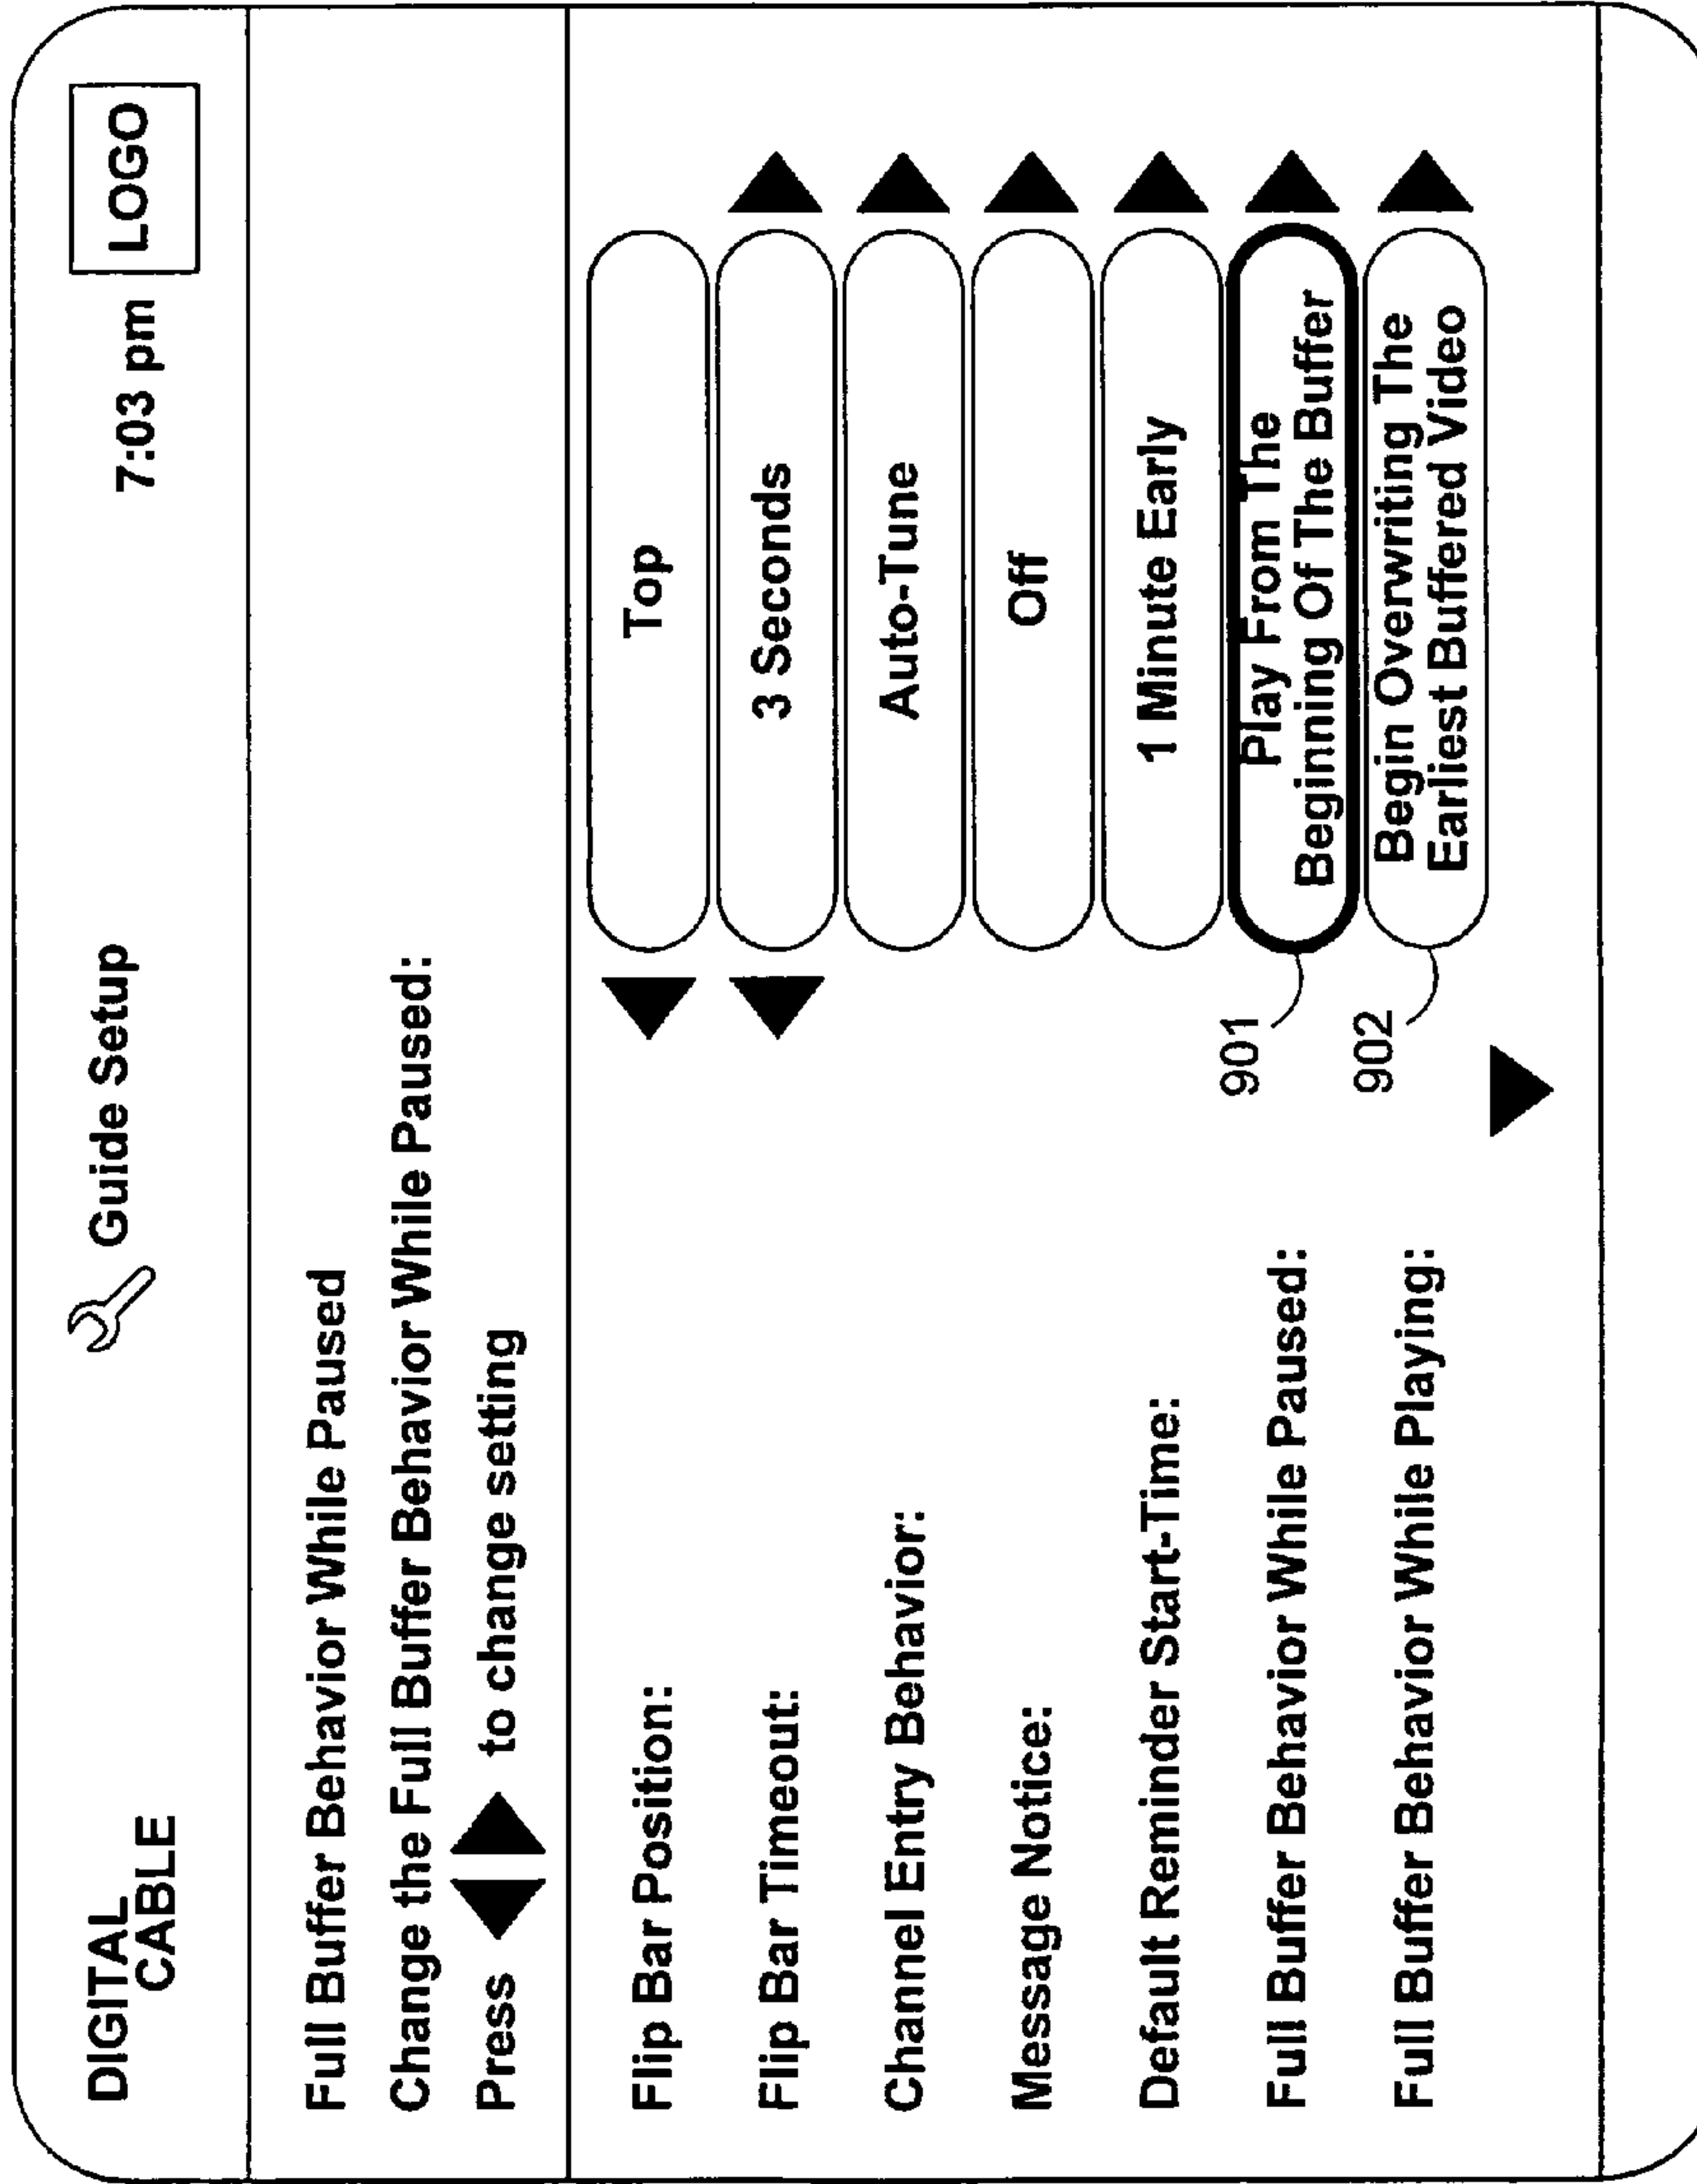 DIGITAL
CABLE
Guide Setup
7:03 pm
LOGO
Full Buffer Behavior While Paused
Change the Full Buffer Behavior While Paused:
Press to change setting
Flip Bar Position:
Top
Flip Bar Timeout:
3 Seconds
Channel Entry Behavior:
Auto-Tune
Message Notice:
Off
Default Reminder Start-Time:
1 Minute Early
Full Buffer Behavior While Paused:
901
Play From The
Beginning Of The Buffer
Full Buffer Behavior While Playing:
902
Begin Overwriting The
Earliest Buffered Video